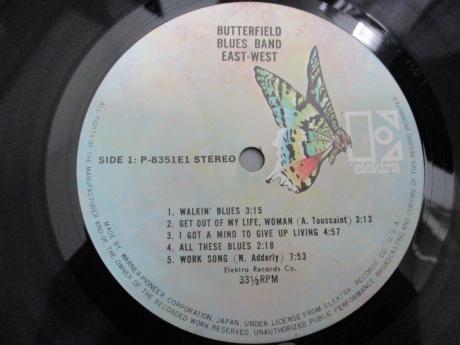 BUTTERFIELD
BLUES BAND
EAST-WEST
elektra
SIDE 1: P-8351E1 STEREO
1. WALKIN' BLUES 3:15
2. GET OUT OF MY LIFE, WOMAN (A. Toussaint) 3:13
3. I GOT A MIND TO GIVE UP LIVING 4:57
4. ALL THESE BLUES 2:18
5. WORK SONG (N. Adderly) 7:53
Elektra Records Co.
33⅓RPM
MADE BY WARNER-PIONEER CORPORATION, JAPAN. UNDER LICENSE FROM ELEKTRA RECORDS CO., U.S.A.
ALL RIGHTS OF THE MANUFACTURER AND OF THE OWNER OF THE RECORDED WORK RESERVED. UNAUTHORIZED PUBLIC PERFORMANCE, BROADCASTING AND COPYING OF THIS RECORD PROHIBITED.